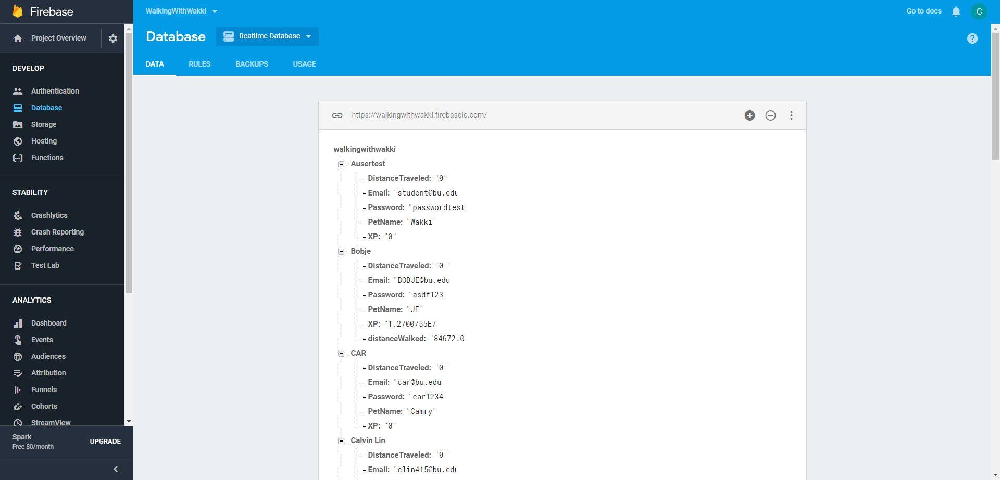 Firebase
Project Overview
DEVELOP
Authentication
Database
Storage
Hosting
Functions
STABILITY
Crashlytics
Crash Reporting
Performance
Test Lab
ANALYTICS
Dashboard
Events
Audiences
Attribution
Funnels
Cohorts
StreamView
Spark
Free $0/month
UPGRADE
WalkingWithWakki
Go to docs
C
Database
Realtime Database
?
DATA RULES BACKUPS USAGE
https://walkingwithwakki.firebaseio.com/
walkingwithwakki
Ausertest
DistanceTraveled: "0"
Email: "student@bu.edu
Password: "passwordtest
PetName: "Wakki"
XP: "0"
Bobje
DistanceTraveled: "0"
Email: "BOBJE@bu.edu
Password: "asdf123
PetName: "JE"
XP: "1.2700755E7
distanceWalked: "84672.0
CAR
DistanceTraveled: "0"
Email: "car@bu.edu
Password: "car1234
PetName: "Camry"
XP: "0"
Calvin Lin
DistanceTraveled: "0"
Email: "clin415@bu.edu